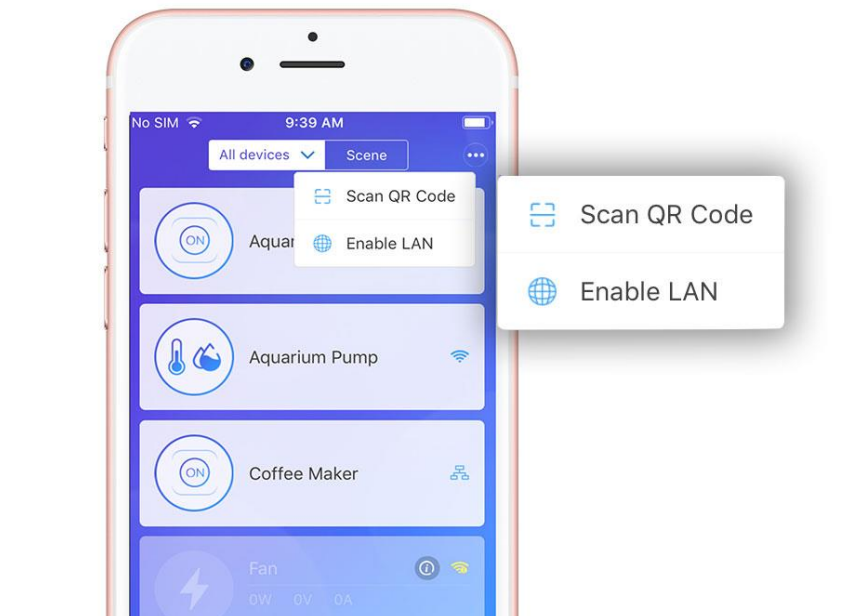 No SIM
9:39 AM
All devices
Scene
Scan QR Code
Enable LAN
Scan QR Code
Enable LAN
ON
Aquar
Aquarium Pump
ON
Coffee Maker
Fan
0W 0V 0A